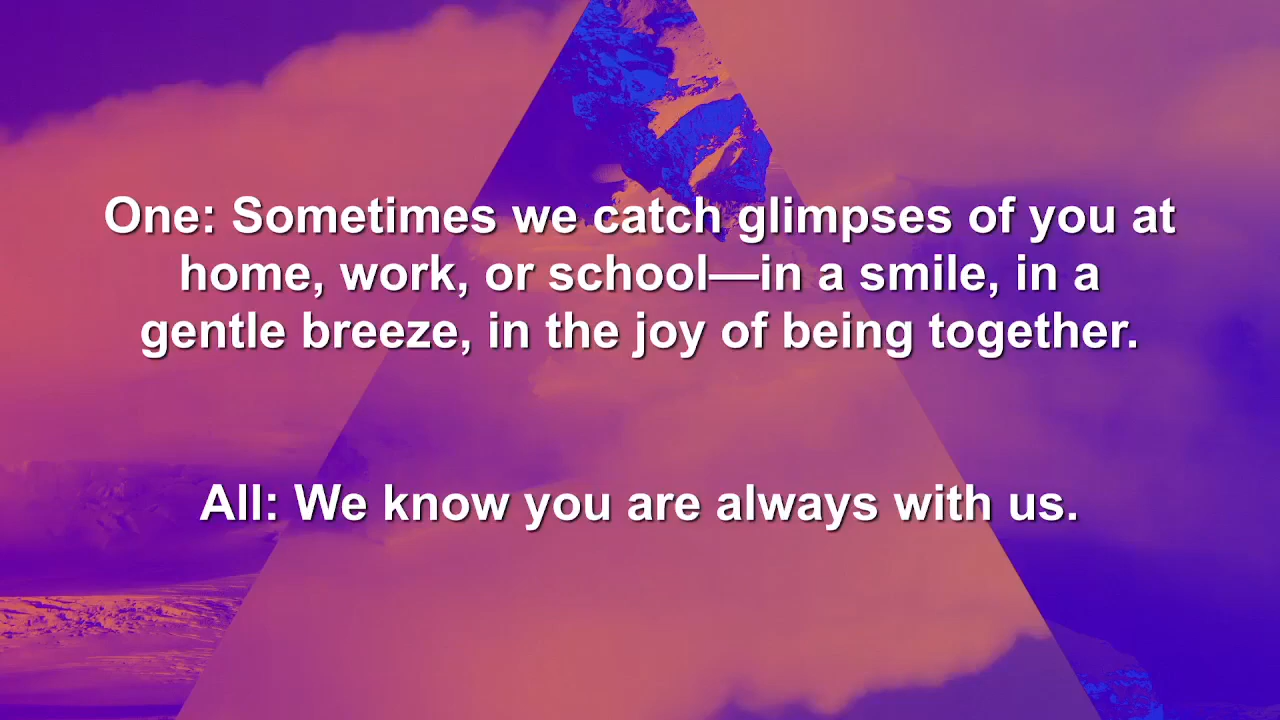 One: Sometimes we catch glimpses of you at
home, work, or school—in a smile, in a
gentle breeze, in the joy of being together.
All: We know you are always with us.